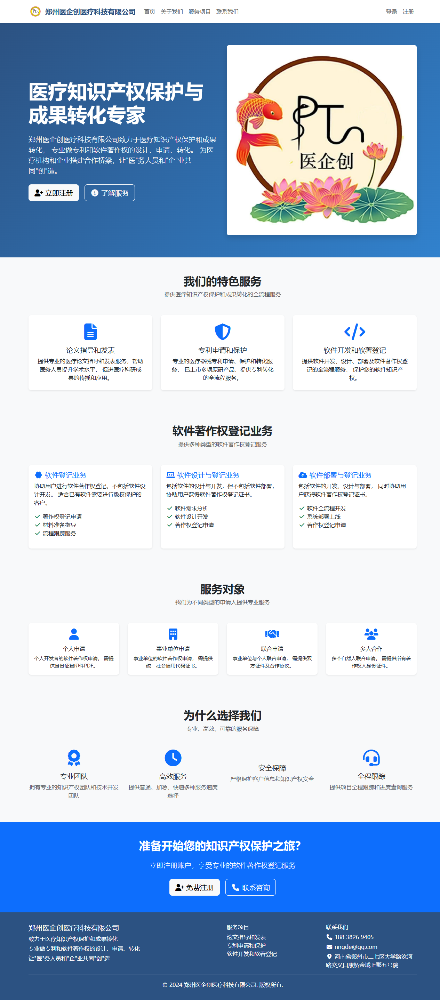 郑州医企创医疗科技有限公司 首页 关于我们 服务项目 联系我们 登录 注册
医疗知识产权保护与
成果转化专家
郑州医企创医疗科技有限公司致力于医疗知识产权保护和成果
转化， 专业做专利和软件著作权的设计、申请、转化。 为医
疗机构和企业搭建合作桥梁，让"医"务人员和"企"业共
同"创"造。
立即注册 了解服务
医企创
我们的特色服务
提供医疗知识产权保护和成果转化的全流程服务
论文指导和发表
提供专业的医疗论文指导和发表服务，帮助
医务人员提升学术水平， 促进医疗科研成
果的传播和应用。
专利申请和保护
专业的医疗器械专利申请、保护和转化服
务， 已上市多项原研产品，提供专利转化
的全流程服务。
软件开发和软著登记
提供软件开发、设计、部署及软件著作权登
记的全流程服务， 保护您的软件知识产
权。
软件著作权登记业务
提供多种类型的软件著作权登记服务
软件登记业务
协助用户进行软件著作权登记，不包括软件设
计开发。 适合已有软件需要进行版权保护的
客户。
著作权登记申请
材料准备指导
流程跟踪服务
软件设计与登记业务
包括软件的设计与开发，但不包括软件部署，
协助用户获得软件著作权登记证书。
软件需求分析
软件设计开发
著作权登记申请
软件部署与登记业务
包括软件的开发、设计与部署， 同时协助用
户获得软件著作权登记证书。
软件全流程开发
系统部署上线
著作权登记申请
服务对象
我们为不同类型的申请人提供专业服务
个人申请
个人开发者的软件著作权申请， 需提
供身份证复印件PDF。
事业单位申请
事业单位的软件著作权申请， 需提供
统一社会信用代码证书。
联合申请
事业单位与个人联合申请， 需提供双
方证件及合作协议。
多人合作
多个自然人联合申请， 需提供所有著
作权人身份证件。
为什么选择我们
专业、高效、可靠的服务保障
专业团队
拥有专业的知识产权团队和技术开发
团队
高效服务
提供普通、加急、快速多种服务速度
选择
安全保障
严格保护客户信息和知识产权安全
全程跟踪
提供项目全程跟踪和进度查询服务
准备开始您的知识产权保护之旅？
立即注册账户，享受专业的软件著作权登记服务
免费注册 联系咨询
郑州医企创医疗科技有限公司
致力于医疗知识产权保护和成果转化
专业做专利和软件著作权的设计、申请、转化
让"医"务人员和"企"业共同"创"造
服务项目
论文指导和发表
专利申请和保护
软件开发和软著登记
联系我们
188 3826 9405
nngde@qq.com
河南省郑州市二七区大学路汝河
路交叉口康桥金域上郡五号院
© 2024 郑州医企创医疗科技有限公司. 版权所有.